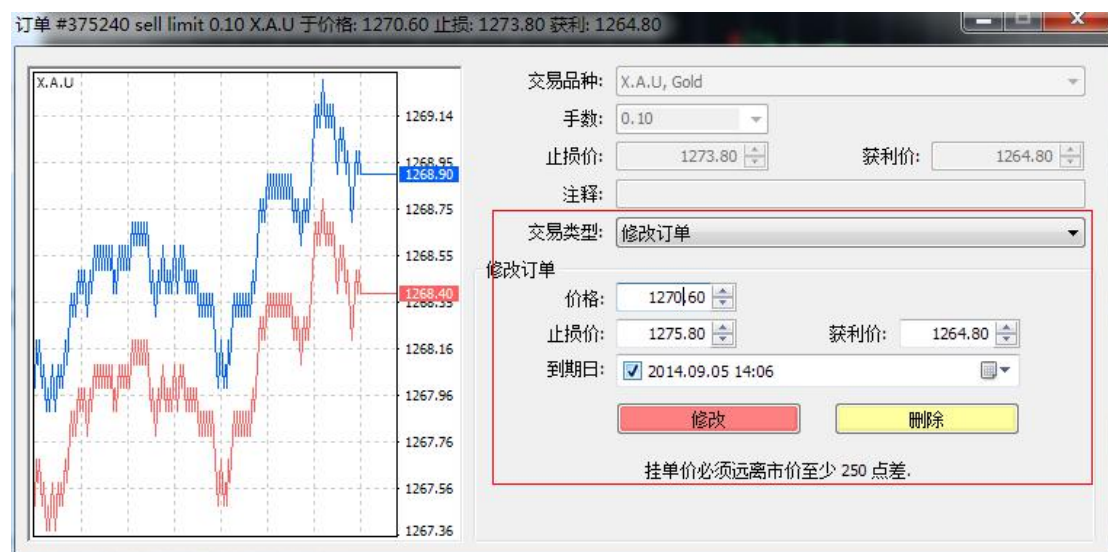 订单 #375240 sell limit 0.10 X.A.U 于价格: 1270.60 止损: 1273.80 获利: 1264.80
X.A.U
1269.14
1268.95
1268.90
1268.75
1268.55
1268.40
1268.35
1268.16
1267.96
1267.76
1267.56
1267.36
交易品种: X.A.U, Gold
手数: 0.10
止损价: 1273.80 获利价: 1264.80
注释:
交易类型: 修改订单
修改订单
价格: 1270.60
止损价: 1275.80 获利价: 1264.80
到期日: 2014.09.05 14:06
修改 删除
挂单价必须远离市价至少 250 点差.